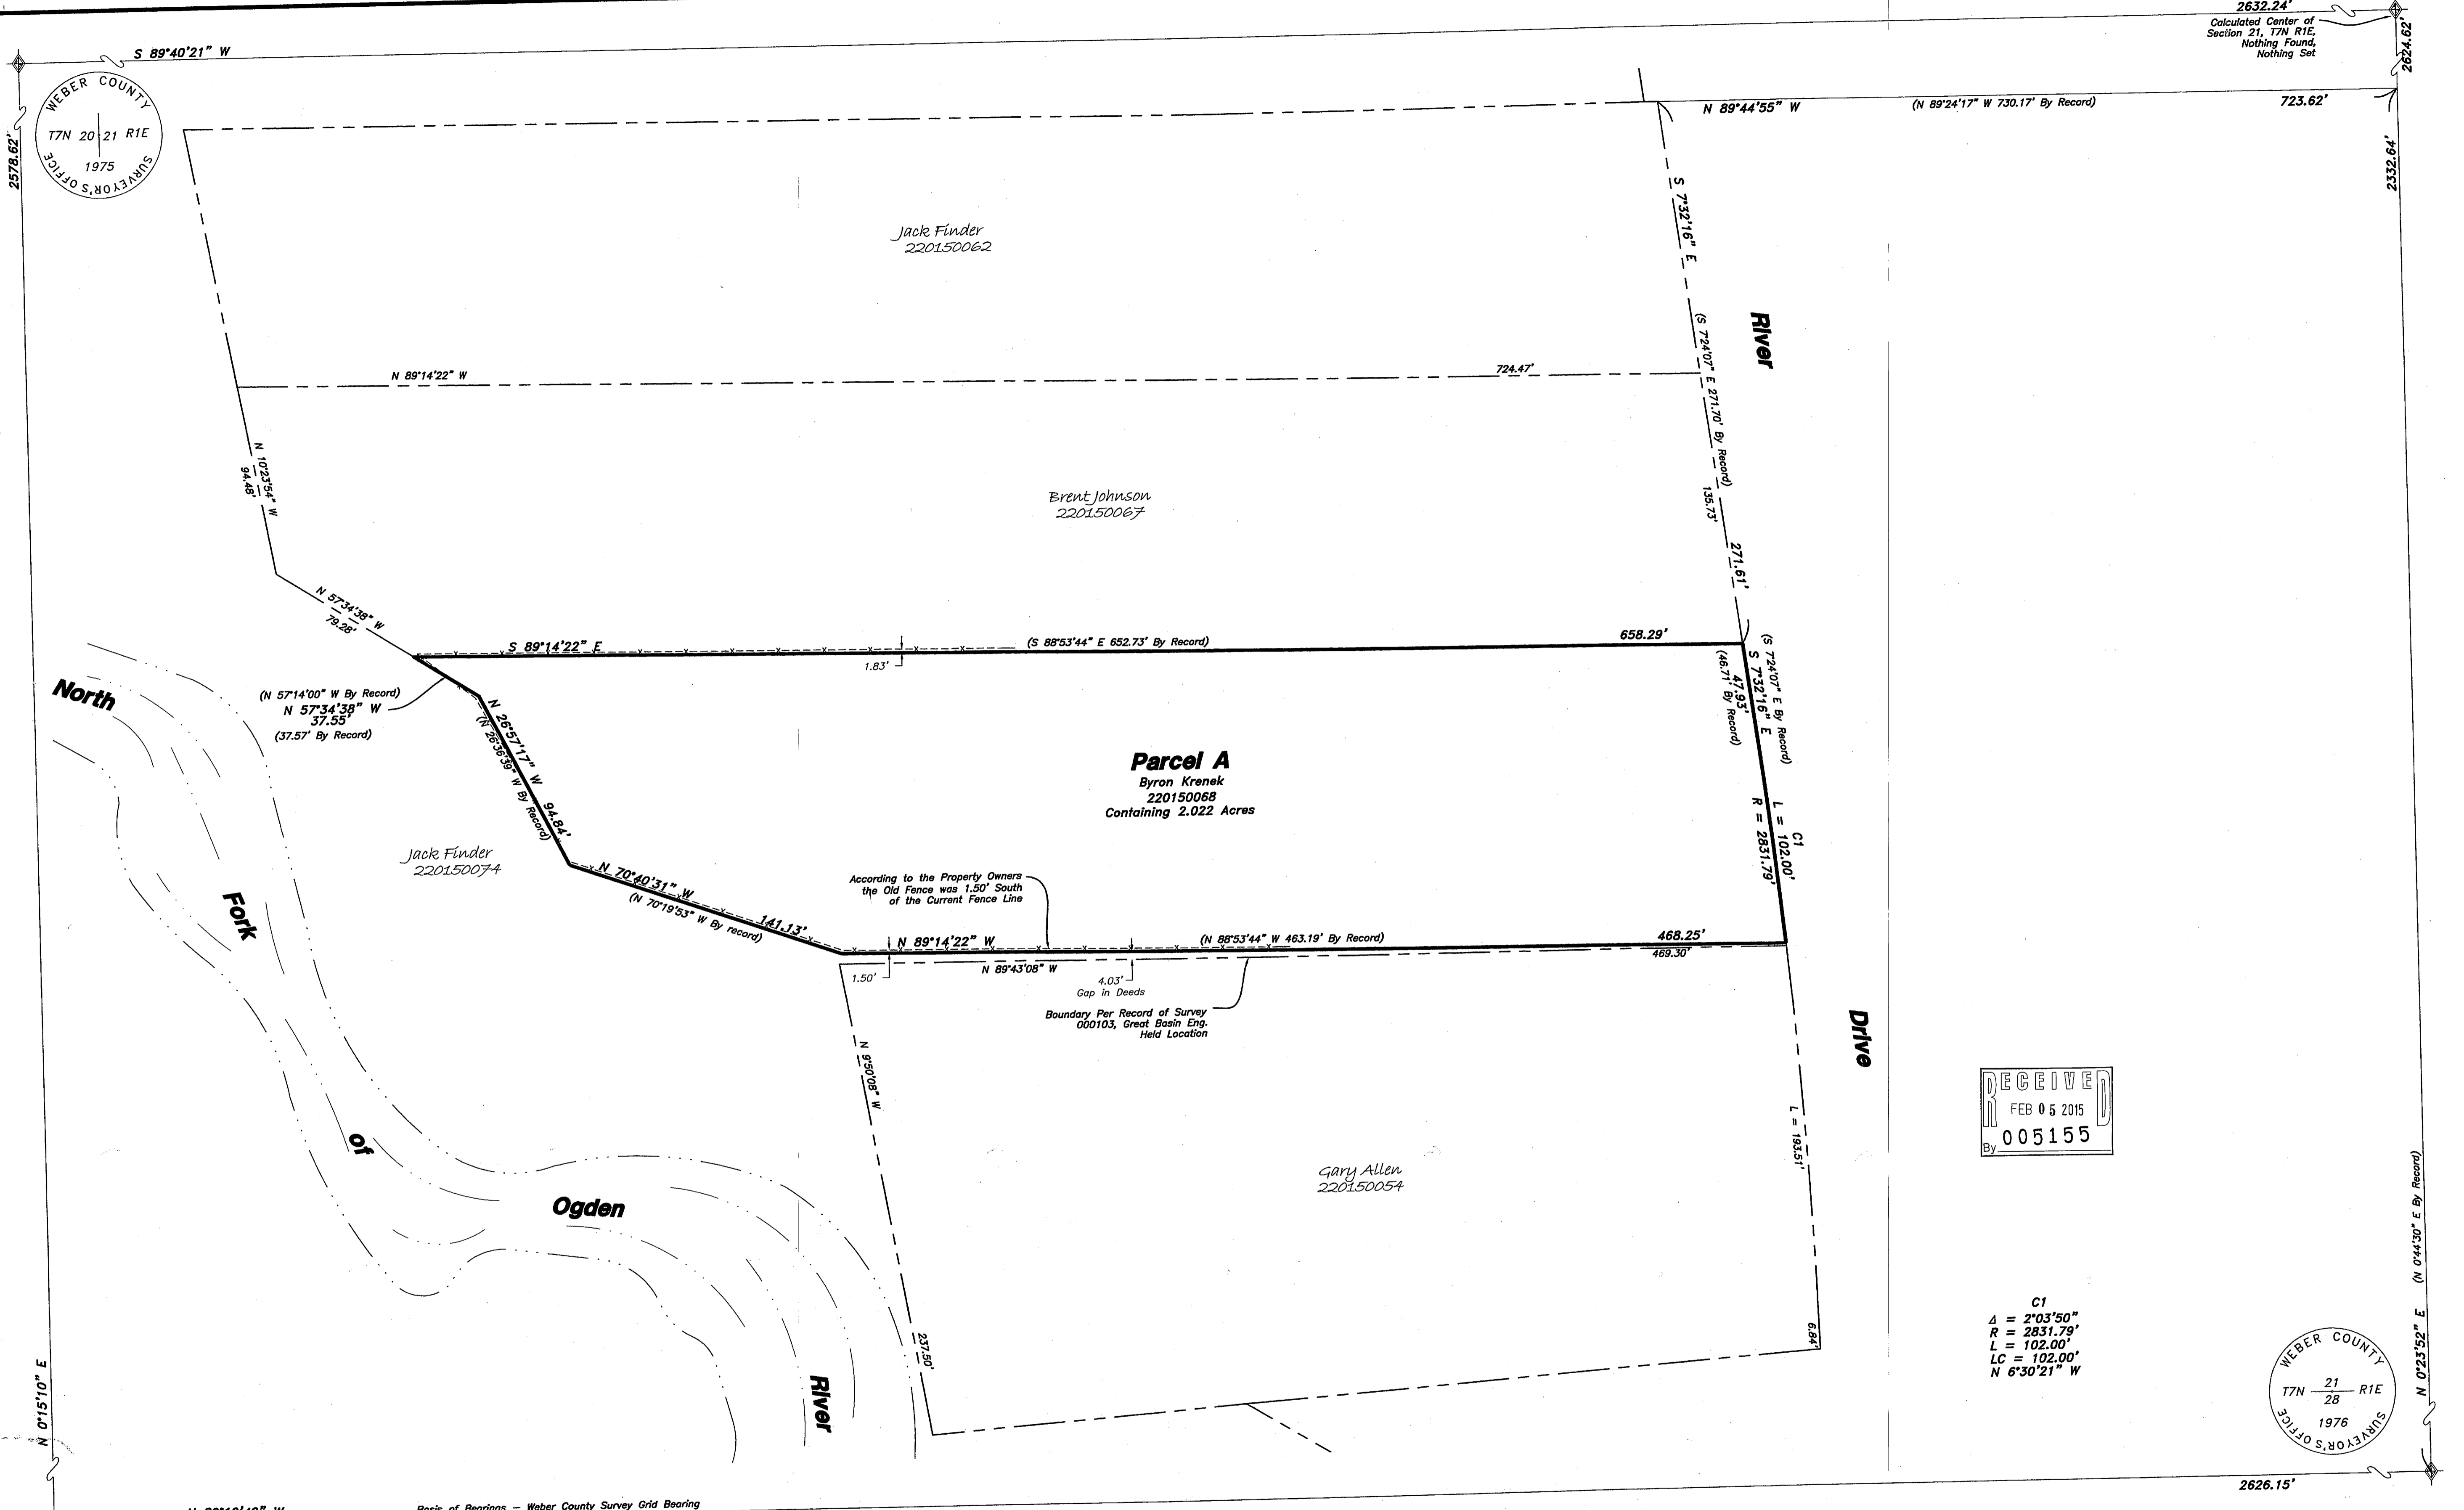 2632.24'
Calculated Center of
Section 21, T7N R1E,
Nothing Found,
Nothing Set
2624.62'
S 89°40'21" W
WEBER COUNTY
T7N 20 21 R1E
1975
SURVEYOR'S OFFICE
2578.62'
N 89°44'55" W
(N 89°24'17" W 730.17' By Record)
723.62'
2332.64'
S 7°32'16" E
(S 7°24'07" E 271.70' By Record)
135.73'
271.61'
River
Jack Finder
220150062
N 89°14'22" W
724.47'
N 10°23'54" W
94.48'
Brent Johnson
220150067
N 57°34'38" W
79.28'
S 89°14'22" E
(S 88°53'44" E 652.73' By Record)
658.29'
1.83'
(S 7°24'07" E By Record)
S 7°32'16" E
47.93'
(46.71' By Record)
North
(N 57°14'00" W By Record)
N 57°34'38" W
37.55'
(37.57' By Record)
N 26°57'17" W
94.84'
(N 26°36'39" W By Record)
Parcel A
Byron Krenek
220150068
Containing 2.022 Acres
C1
L = 102.00'
R = 2831.79'
Jack Finder
220150074
Fork
N 70°40'31" W
141.13'
(N 70°19'53" W By record)
According to the Property Owners
the Old Fence was 1.50' South
of the Current Fence Line
N 89°14'22" W
(N 88°53'44" W 463.19' By Record)
468.25'
469.30'
N 89°43'08" W
1.50'
4.03'
Gap in Deeds
Boundary Per Record of Survey
000103, Great Basin Eng.
Held Location
Drive
N 9°50'08" W
237.50'
L = 193.51'
6.84'
of
Ogden
River
Gary Allen
220150054
RECEIVED
FEB 05 2015
By 005155
(N 0°44'30" E By Record)
N 0°23'52" E
C1
Δ = 2°03'50"
R = 2831.79'
L = 102.00'
LC = 102.00'
N 6°30'21" W
WEBER COUNTY
T7N 21 R1E
28
1976
SURVEYOR'S OFFICE
N 0°15'10" E
2626.15'
Basis of Bearings – Weber County Survey Grid Bearing